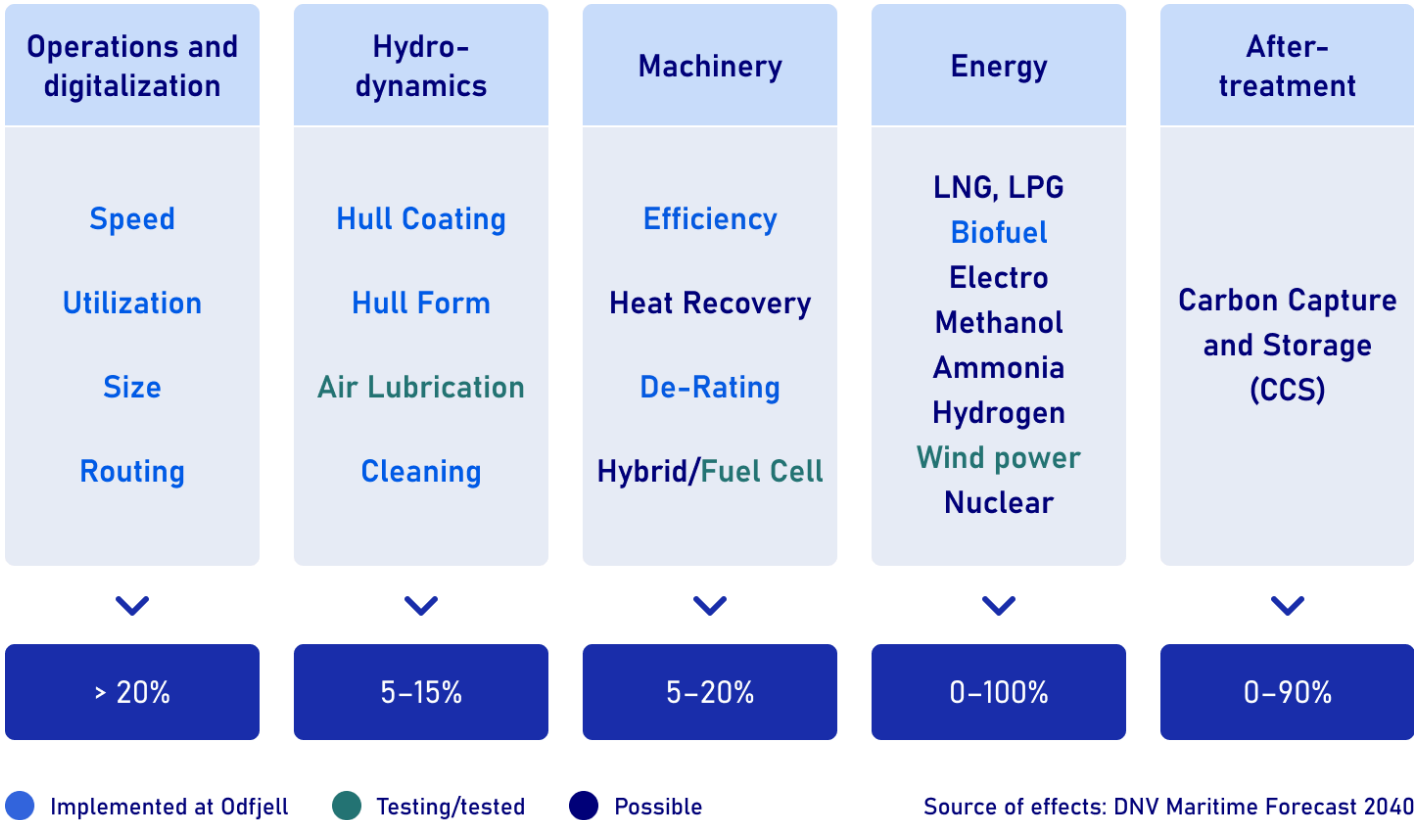 Operations and
digitalization
Speed
Utilization
Size
Routing
> 20%
Hydro-
dynamics
Hull Coating
Hull Form
Air Lubrication
Cleaning
5–15%
Machinery
Efficiency
Heat Recovery
De-Rating
Hybrid/Fuel Cell
5–20%
Energy
LNG, LPG
Biofuel
Electro
Methanol
Ammonia
Hydrogen
Wind power
Nuclear
0–100%
After-
treatment
Carbon Capture
and Storage
(CCS)
0–90%
Implemented at Odfjell
Testing/tested
Possible
Source of effects: DNV Maritime Forecast 2040